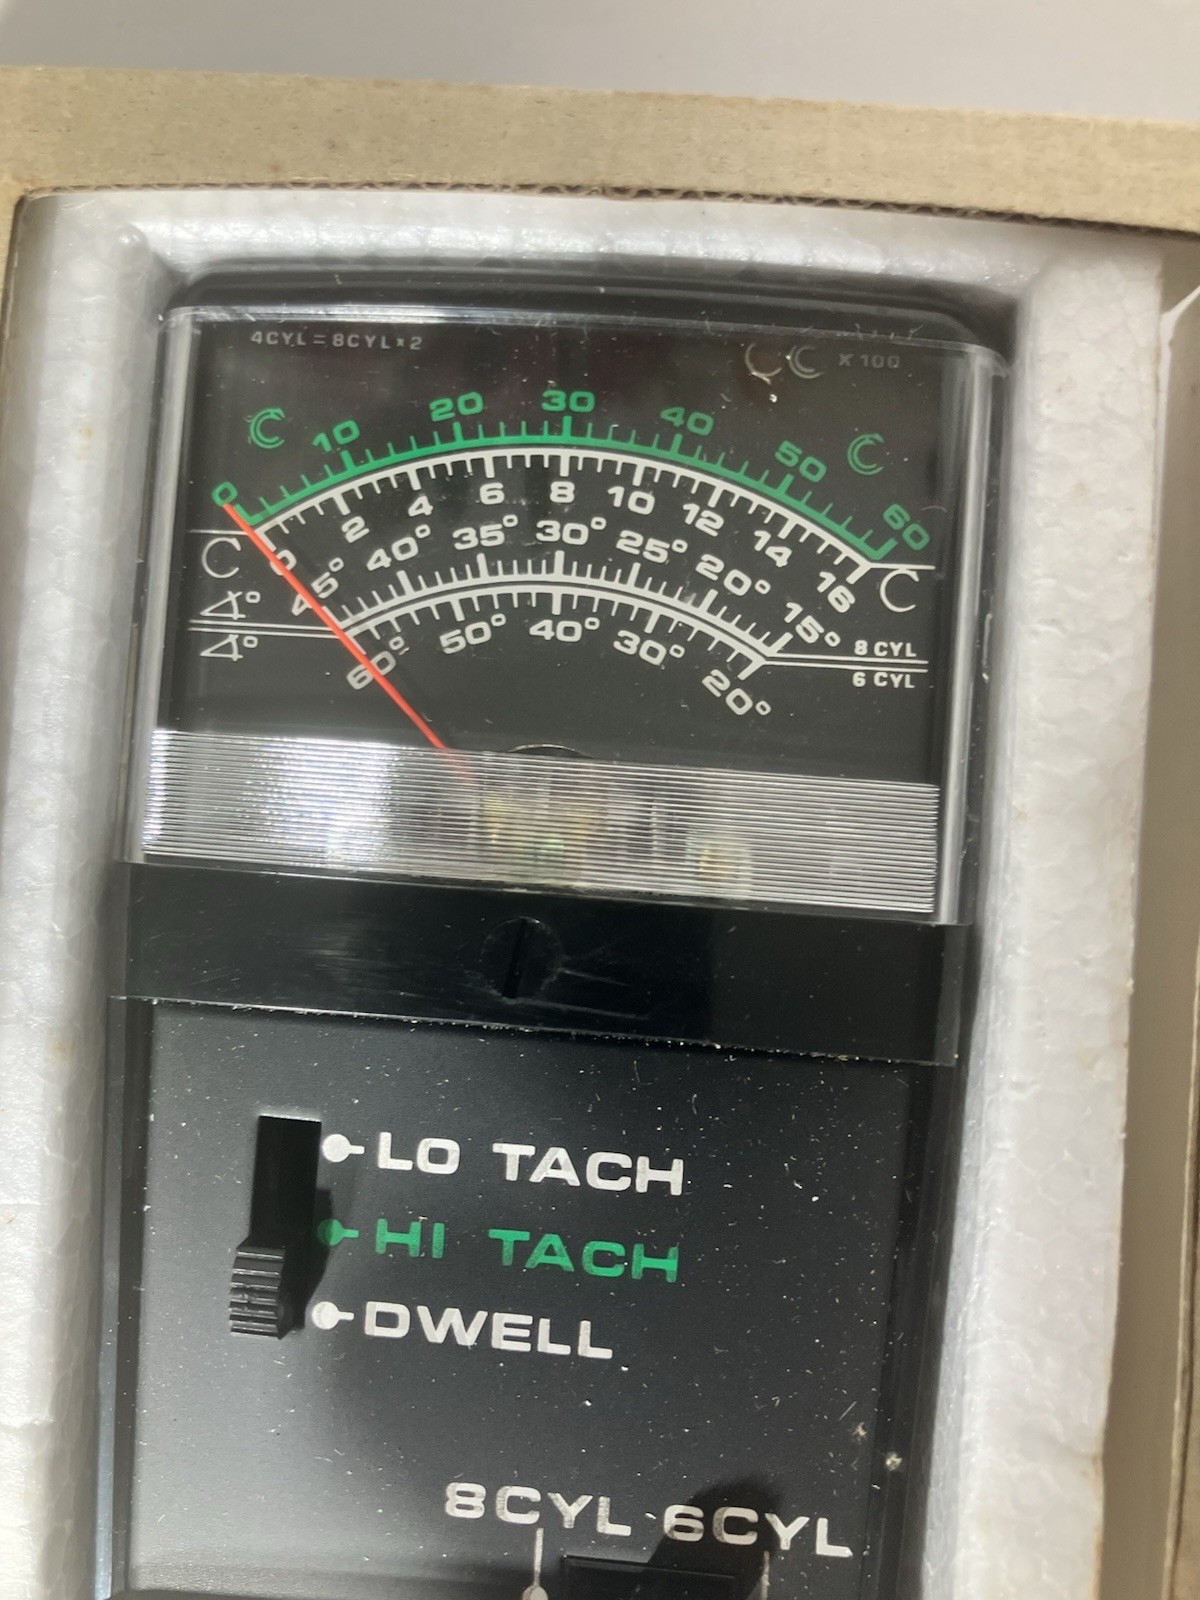 4CYL = 8CYL x 2
x 100
0 10 20 30 40 50 60
0 2 4 6 8 10 12 14 16
45° 40° 35° 30° 25° 20° 15° 8 CYL
60° 50° 40° 30° 20° 6 CYL
LO TACH
HI TACH
DWELL
8CYL 6CYL